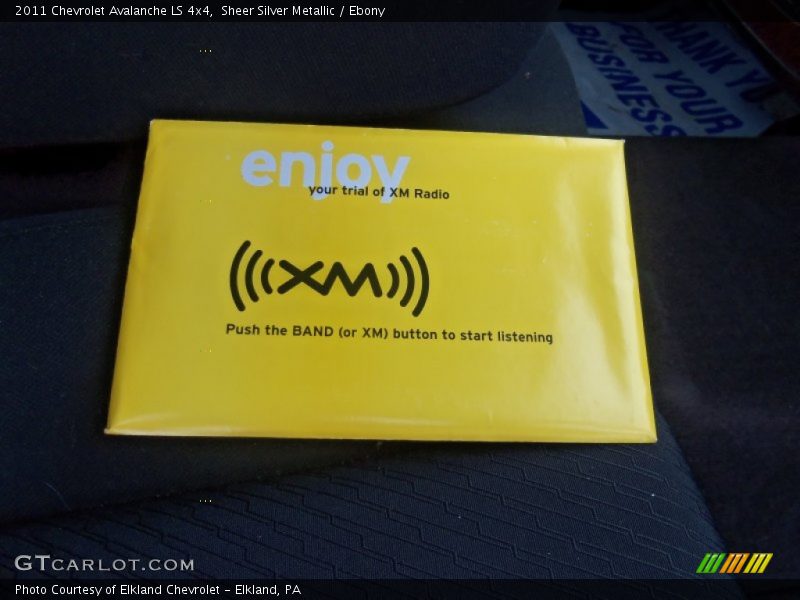 2011 Chevrolet Avalanche LS 4x4, Sheer Silver Metallic / Ebony
THANK YOU
FOR YOUR
BUSINESS
enjoy
your trial of XM Radio
XM
Push the BAND (or XM) button to start listening
GTCARLOT.COM
Photo Courtesy of Elkland Chevrolet - Elkland, PA